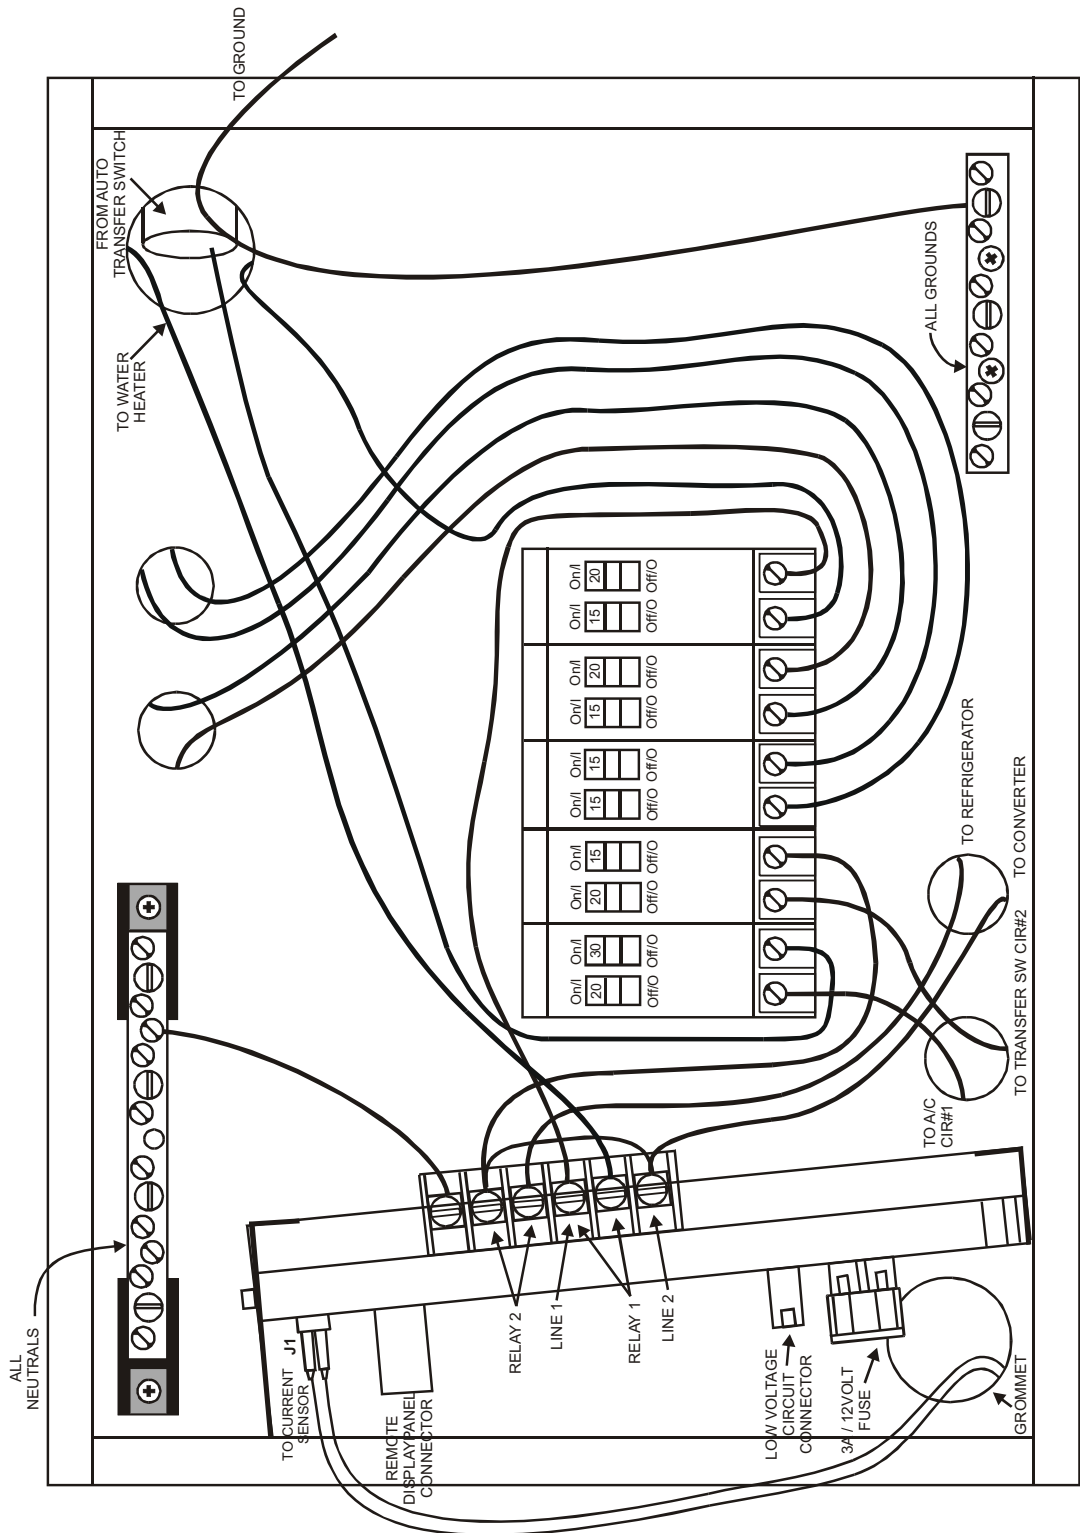 TO GROUND
FROM AUTO
TRANSFER SWITCH
TO WATER
HEATER
ALL GROUNDS
On/I
20
Off/O
On/I
15
Off/O
On/I
20
Off/O
On/I
15
Off/O
On/I
15
Off/O
On/I
15
Off/O
On/I
15
Off/O
On/I
20
Off/O
On/I
30
Off/O
On/I
20
Off/O
TO REFRIGERATOR
TO CONVERTER
TO TRANSFER SW CIR#2
TO A/C
CIR#1
ALL
NEUTRALS
J1
TO CURRENT
SENSOR
REMOTE
DISPLAYPANEL
CONNECTOR
RELAY 2
LINE 1
RELAY 1
LINE 2
LOW VOLTAGE
CIRCUIT
CONNECTOR
3A / 12VOLT
FUSE
GROMMET